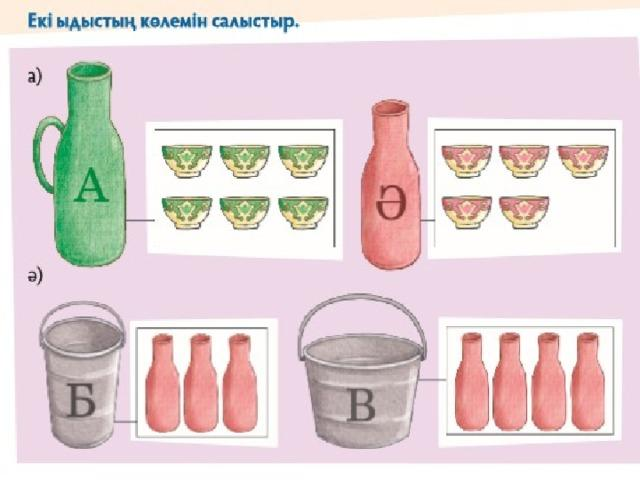 Екі ыдыстың көлемін салыстыр.
а)
А
Ә
ә)
Б
В